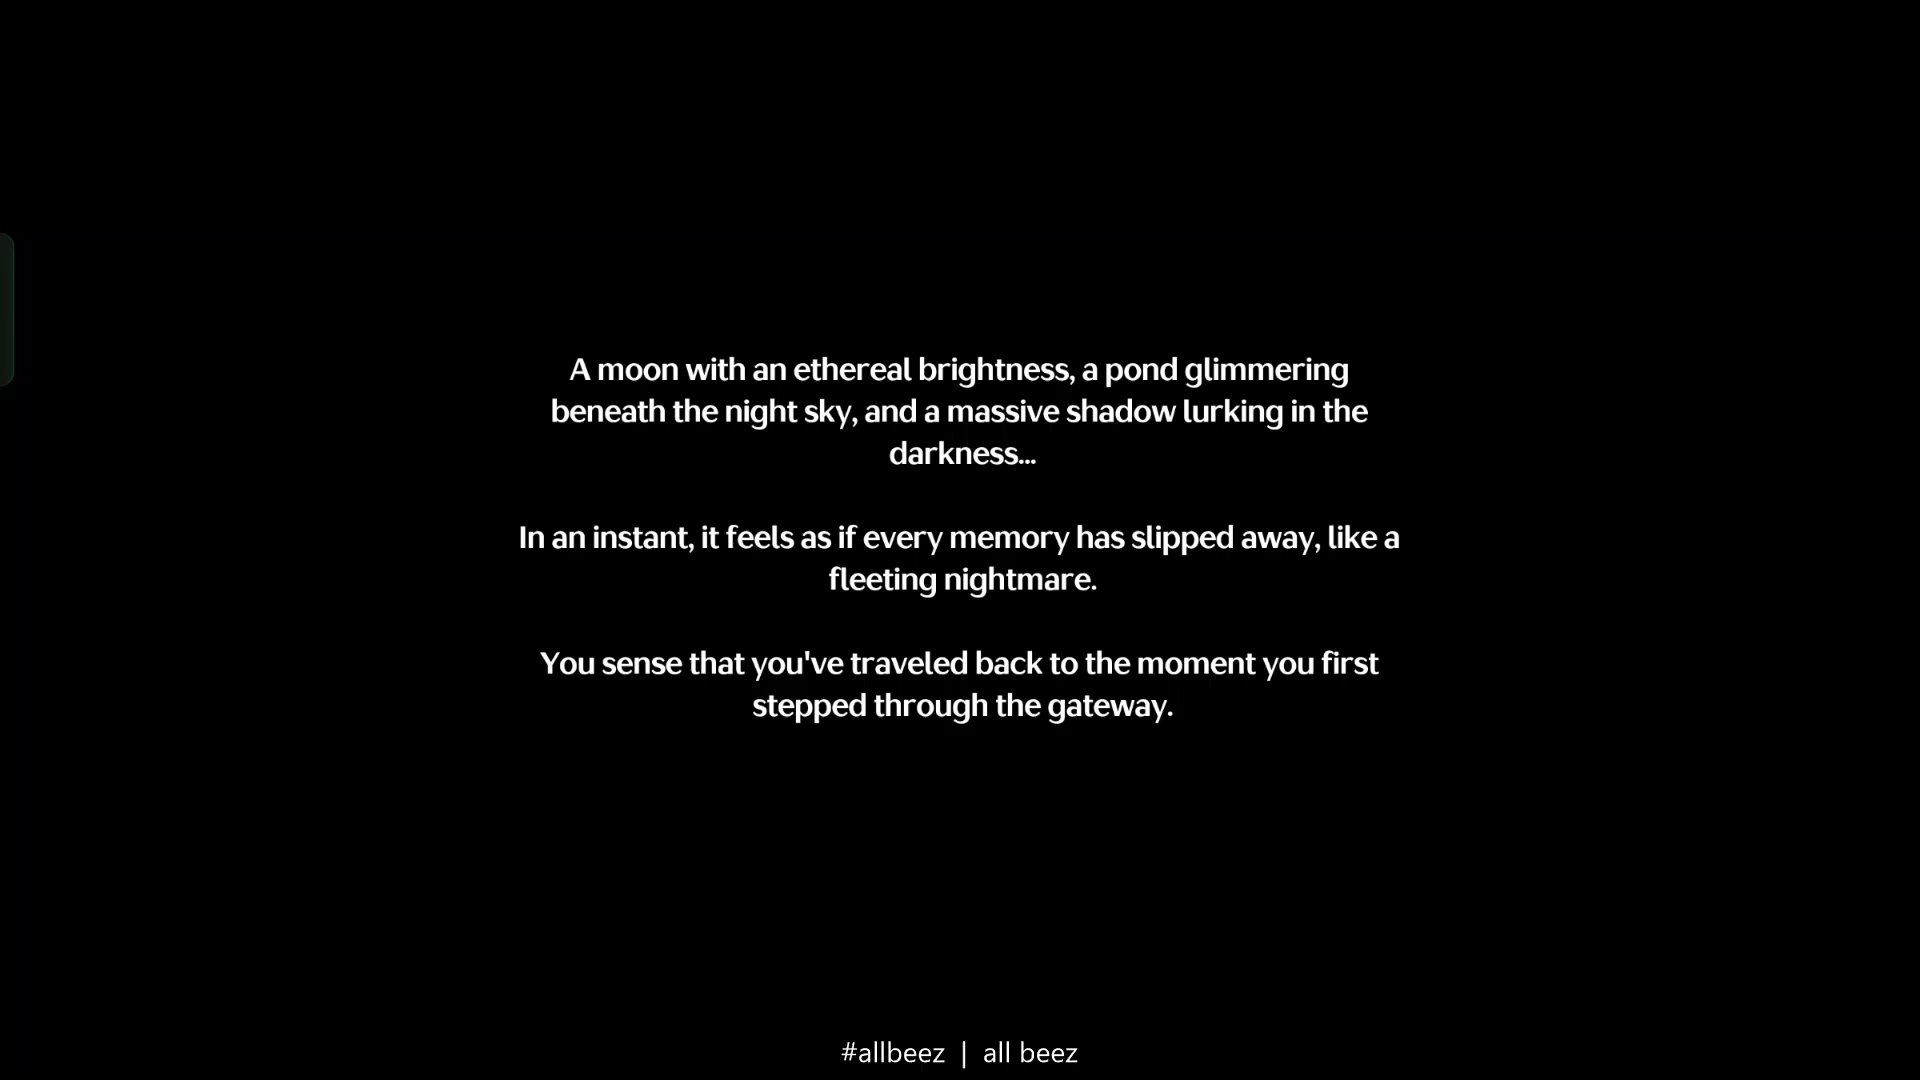 A moon with an ethereal brightness, a pond glimmering
beneath the night sky, and a massive shadow lurking in the
darkness...
In an instant, it feels as if every memory has slipped away, like a
fleeting nightmare.
You sense that you've traveled back to the moment you first
stepped through the gateway.
#allbeez | all beez